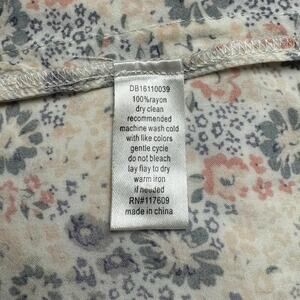 DB16110039
100%rayon
dry clean
recommended
machine wash cold
with like colors
gentle cycle
do not bleach
lay flay to dry
warm iron
if needed
RN#117609
made in china